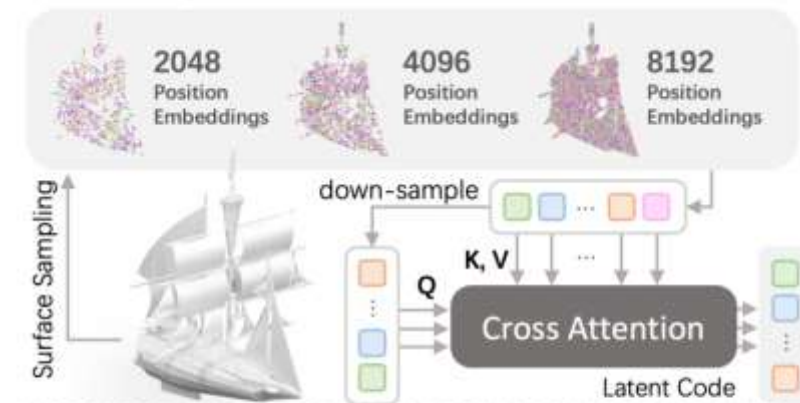 2048
Position
Embeddings
4096
Position
Embeddings
8192
Position
Embeddings
Surface Sampling
down-sample
...
K, V
...
Q
Cross Attention
Latent Code